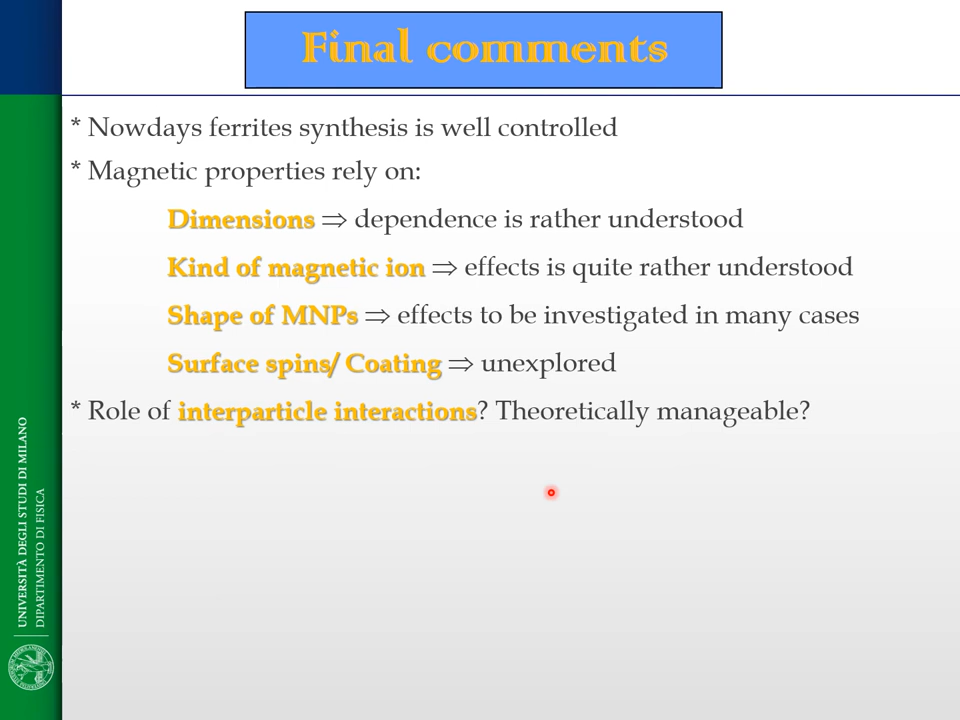 Final comments
* Nowdays ferrites synthesis is well controlled
* Magnetic properties rely on:
Dimensions ⇒ dependence is rather understood
Kind of magnetic ion ⇒ effects is quite rather understood
Shape of MNPs ⇒ effects to be investigated in many cases
Surface spins/ Coating ⇒ unexplored
* Role of interparticle interactions? Theoretically manageable?
UNIVERSITÀ DEGLI STUDI DI MILANO
DIPARTIMENTO DI FISICA